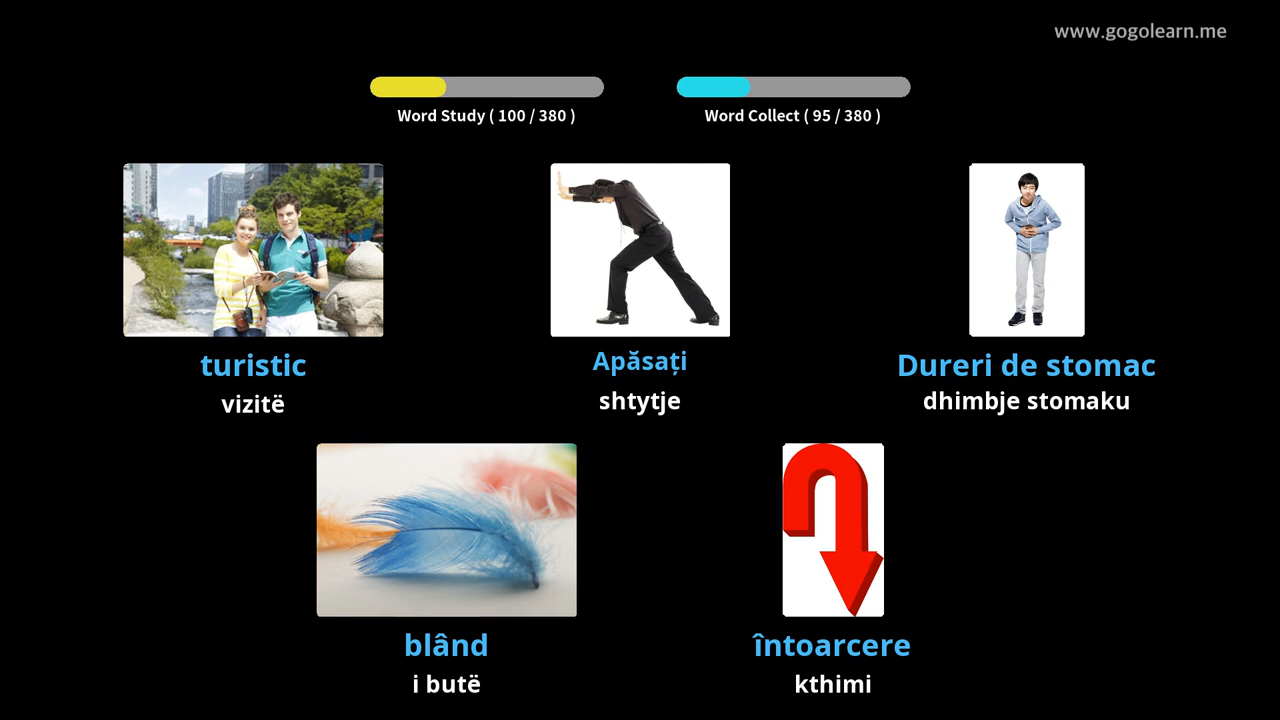 www.gogolearn.me
Word Study ( 100 / 380 )
Word Collect ( 95 / 380 )
turistic
vizitë
Apăsați
shtytje
Dureri de stomac
dhimbje stomaku
blând
i butë
întoarcere
kthimi